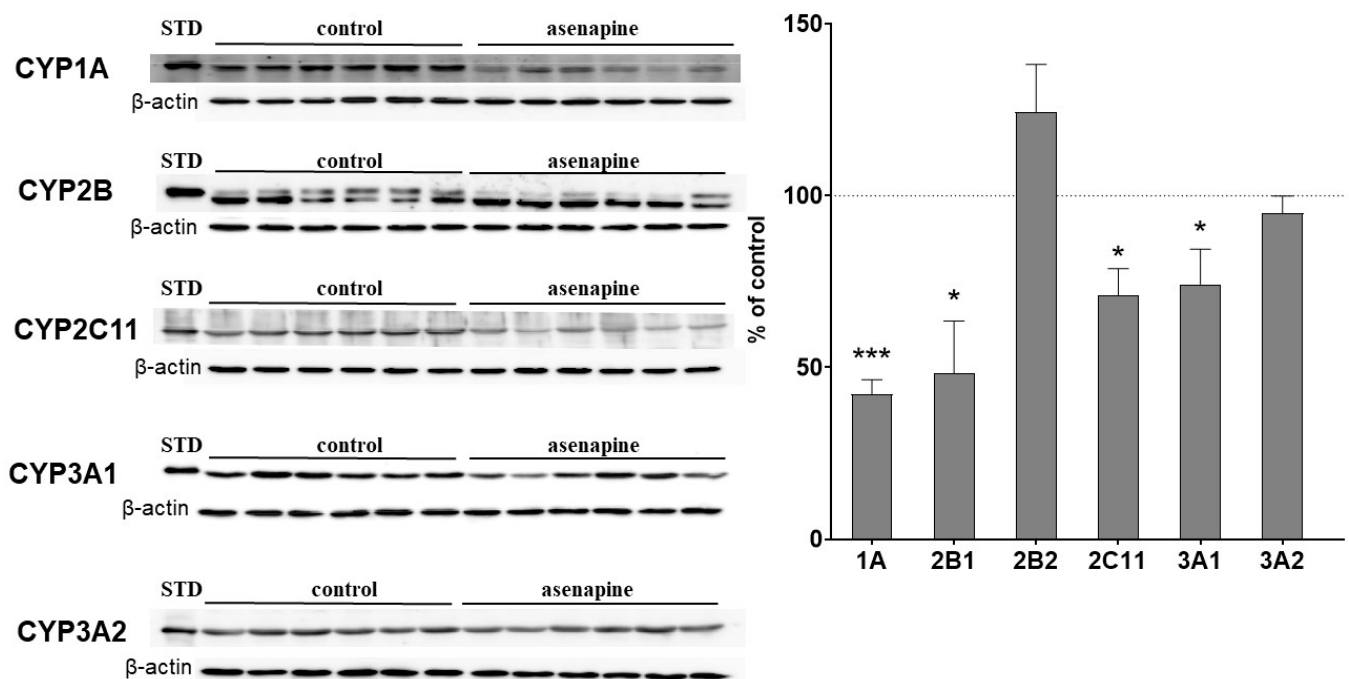 STD control asenapine
CYP1A
β-actin
STD control asenapine
CYP2B
β-actin
STD control asenapine
CYP2C11
β-actin
STD control asenapine
CYP3A1
β-actin
STD control asenapine
CYP3A2
β-actin
% of control
150
100
50
0
***
*
*
*
1A 2B1 2B2 2C11 3A1 3A2